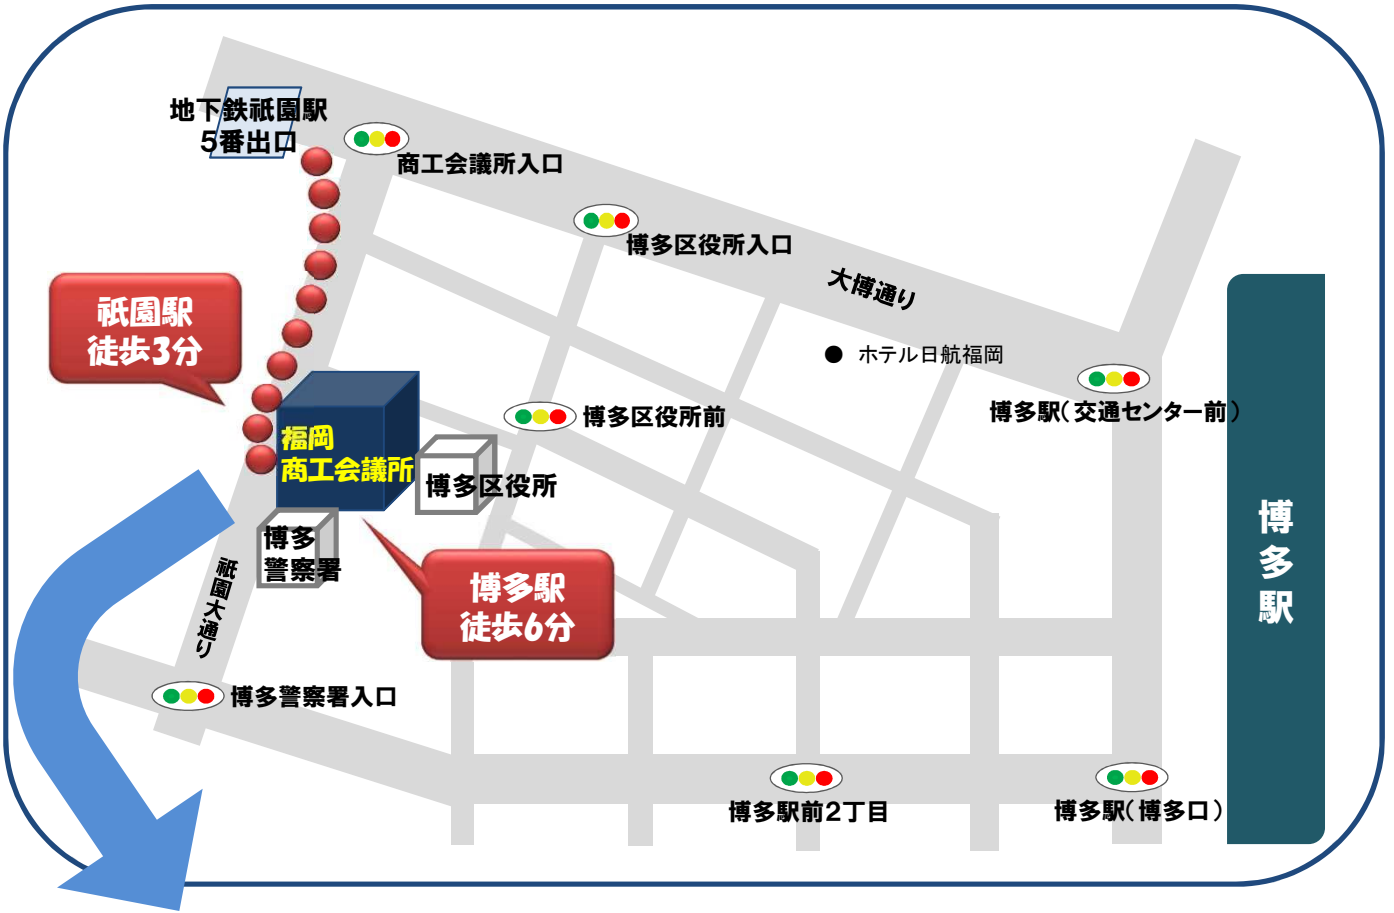 地下鉄祇園駅
5番出口
商工会議所入口
博多区役所入口
大博通り
祇園駅
徒歩3分
ホテル日航福岡
博多駅(交通センター前)
博多区役所前
福岡
商工会議所
博多区役所
博多
警察署
博多駅
祇園大通り
博多駅
徒歩6分
博多警察署入口
博多駅前2丁目
博多駅(博多口)